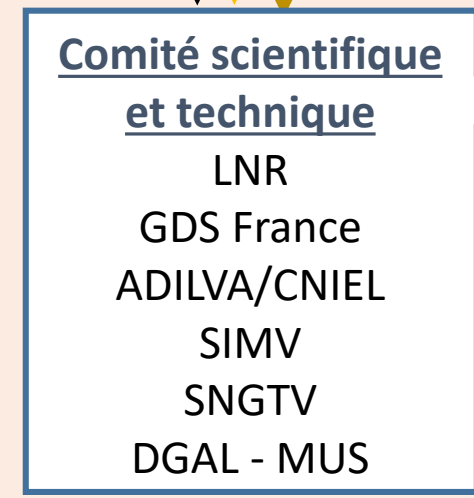 Comité scientifique
et technique
LNR
GDS France
ADILVA/CNIEL
SIMV
SNGTV
DGAL - MUS